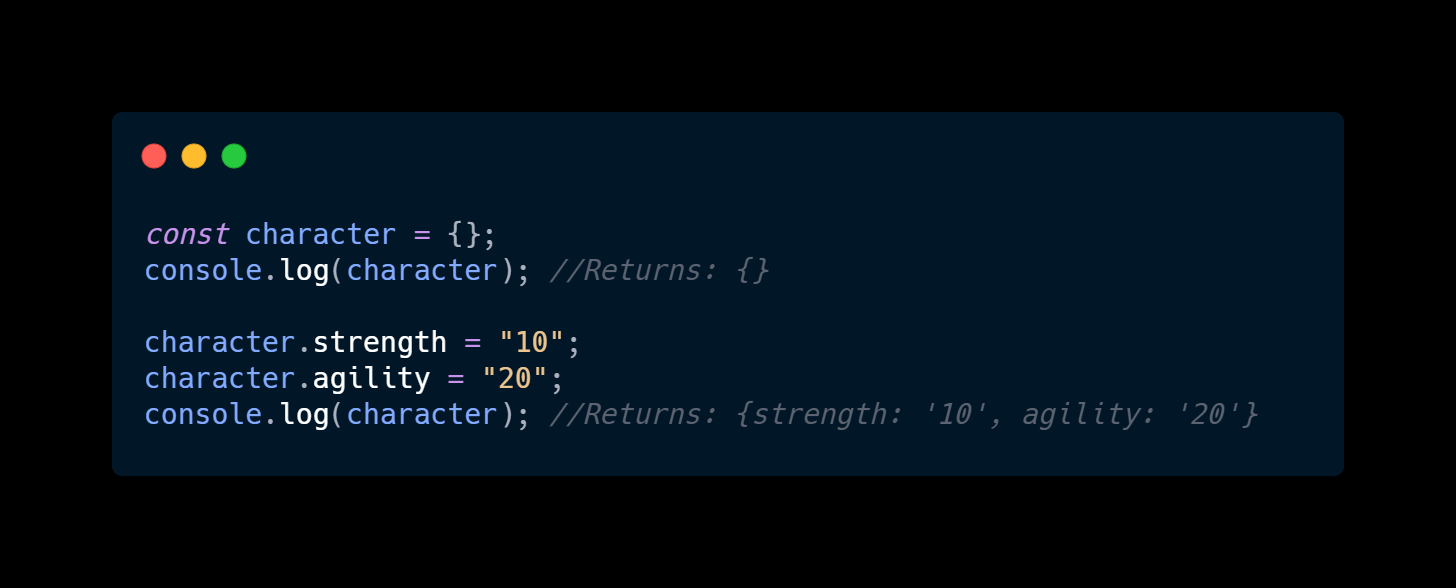 const character = {};
console.log(character); //Returns: {}
character.strength = "10";
character.agility = "20";
console.log(character); //Returns: {strength: '10', agility: '20'}